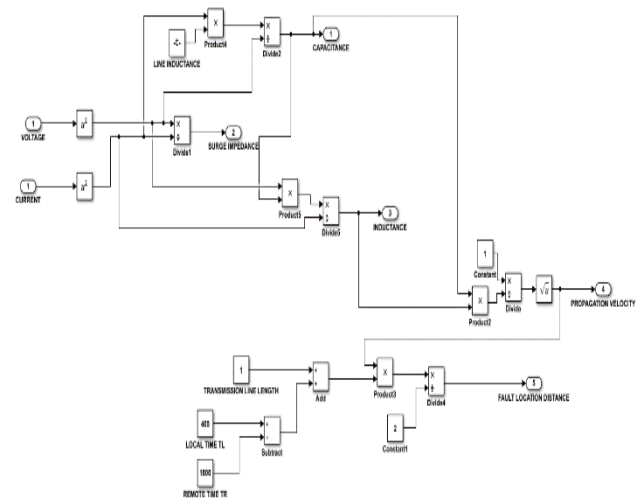 Product4
-C-
LINE INDUCTANCE
Divide2
1
CAPACITANCE
1
VOLTAGE
u²
Divide1
2
SURGE IMPEDANCE
1
CURRENT
u²
Product5
Divide5
3
INDUCTANCE
1
Constant
Product2
Divide
√u
4
PROPAGATION VELOCITY
1
TRANSMISSION LINE LENGTH
Add
Product3
Divide4
5
FAULT LOCATION DISTANCE
400
LOCAL TIME TL
Subtract
2
Constant1
REMOTE TIME TR